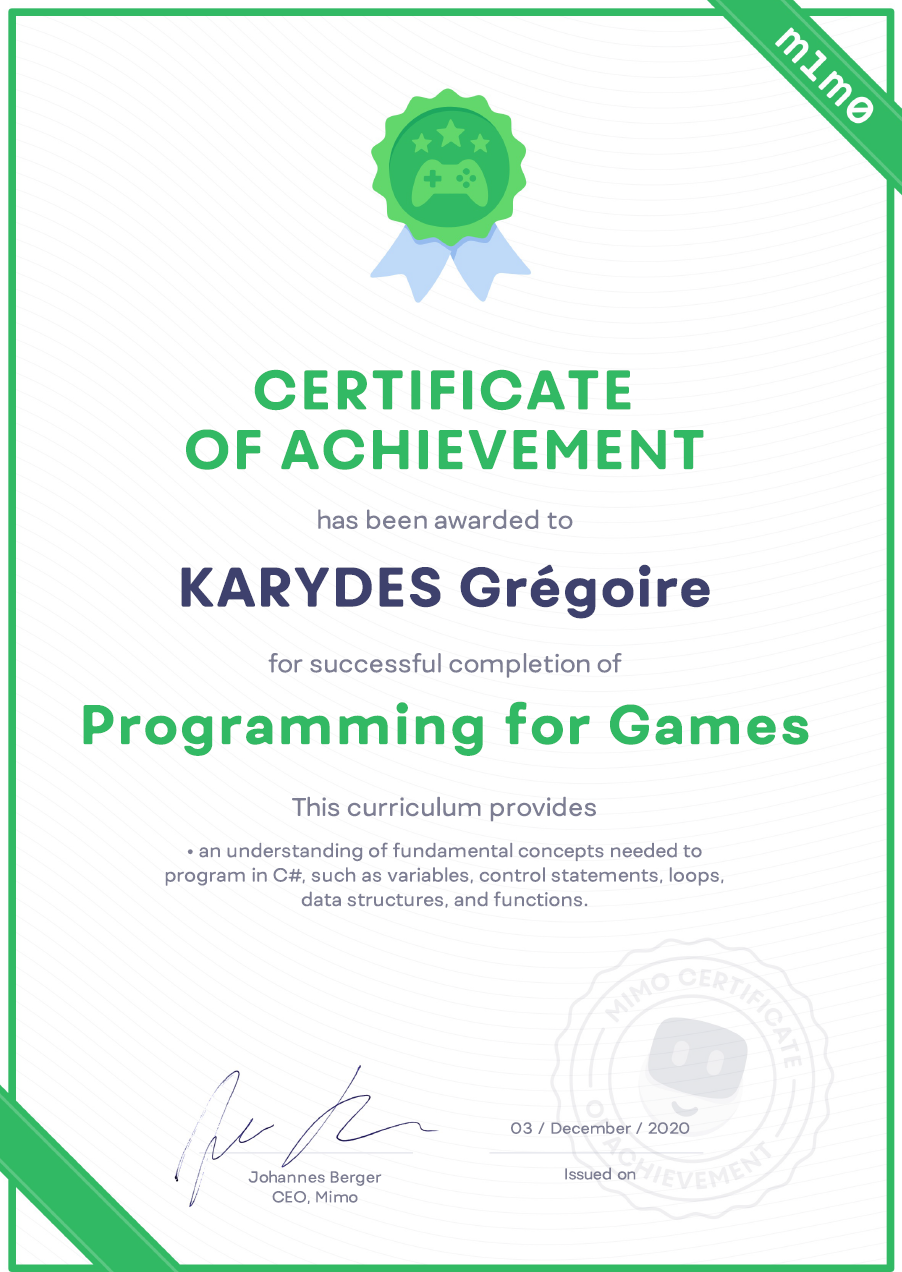 m1m0
CERTIFICATE
OF ACHIEVEMENT
has been awarded to
KARYDES Grégoire
for successful completion of
Programming for Games
This curriculum provides
• an understanding of fundamental concepts needed to
program in C#, such as variables, control statements, loops,
data structures, and functions.
MIMO CERTIFICATE
OF ACHIEVEMENT
03 / December / 2020
Johannes Berger
CEO, Mimo
Issued on